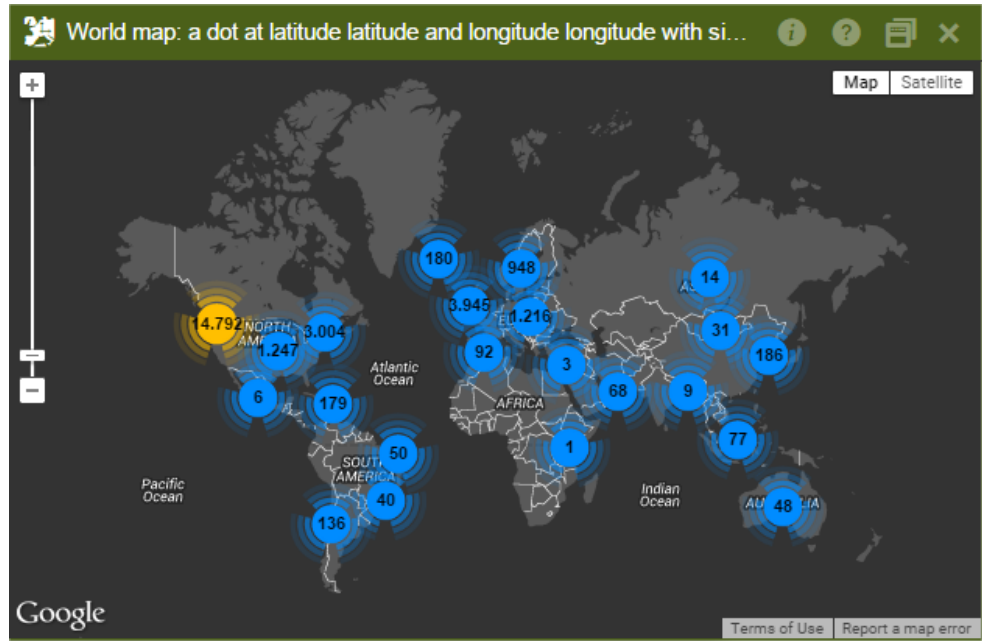 World map: a dot at latitude latitude and longitude longitude with si...
Map Satellite
180
948
14
3.945
1.216
14.792
NORTH
3.004
1.247
31
92
3
186
Atlantic
Ocean
6
179
AFRICA
68
9
50
1
77
SOUTH
AMERICA
40
Pacific
Ocean
Indian
Ocean
48
136
Google
Terms of Use Report a map error